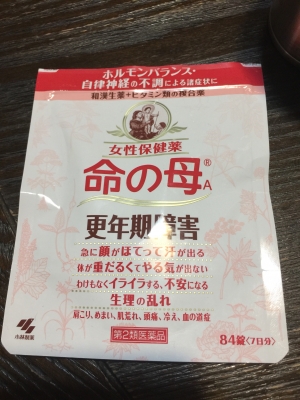 ホルモンバランス・
自律神経の不調による諸症状に
和漢生薬+ビタミン類の複合薬
女性保健薬
命の母®A
更年期障害
急に顔がほてって汗が出る
体が重だるくてやる気が出ない
わけもなくイライラする、不安になる
生理の乱れ
肩こり、めまい、肌荒れ、頭痛、冷え、血の道症
第2類医薬品
84錠〈7日分〉
小林製薬